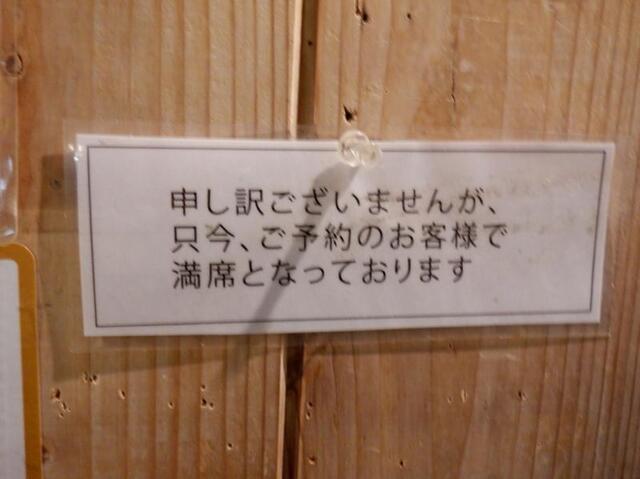 申し訳ございませんが、
只今、ご予約のお客様で
満席となっております